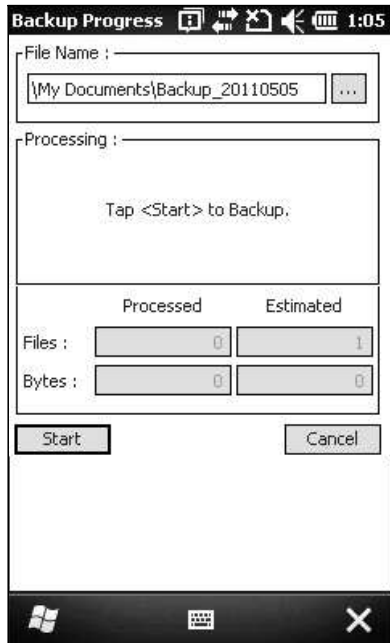 Backup Progress 1:05
File Name :
\My Documents\Backup_20110505 ...
Processing :
Tap <Start> to Backup.
Processed Estimated
Files : 0 1
Bytes : 0 0
Start Cancel